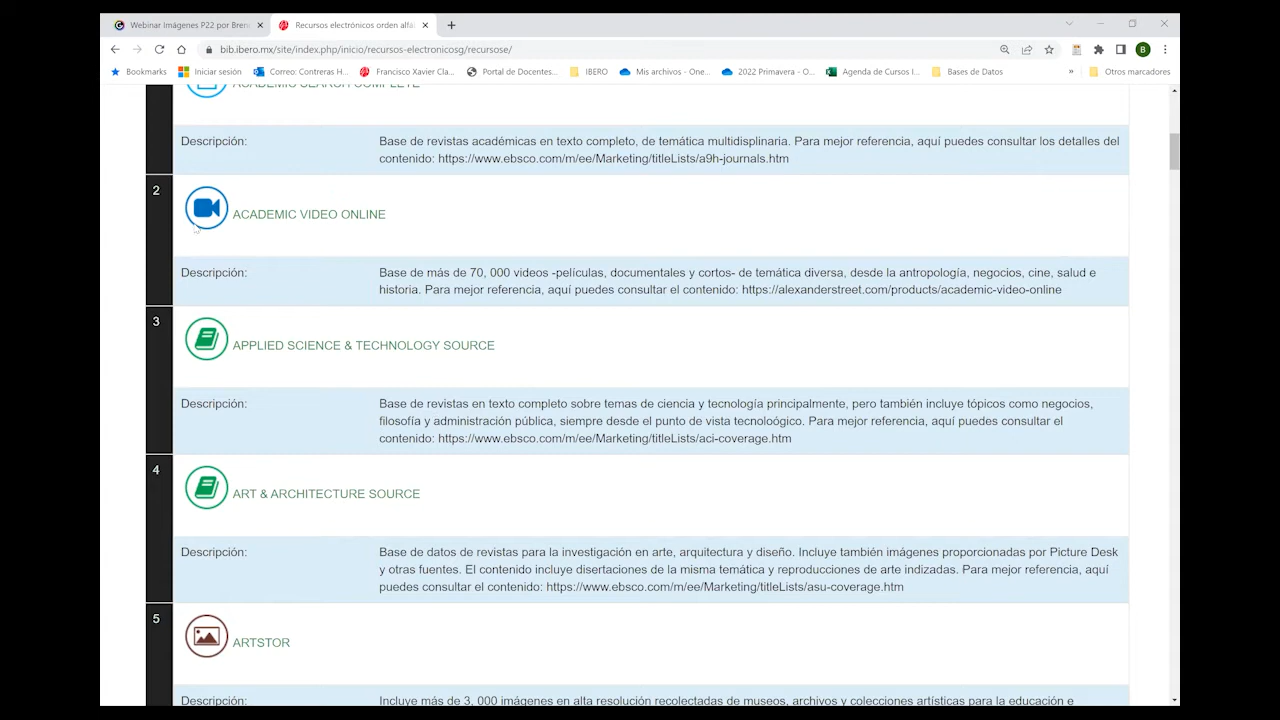 Webinar Imágenes P22 por Bren
Recursos electrónicos orden alfá
bib.ibero.mx/site/index.php/inicio/recursos-electronicosg/recursose/
B
Bookmarks
Iniciar sesión
Correo: Contreras H...
Francisco Xavier Cla...
Portal de Docentes...
IBERO
Mis archivos - One...
2022 Primavera - O...
Agenda de Cursos I...
Bases de Datos
»
Otros marcadores
ACADEMIC SEARCH COMPLETE
Descripción:
Base de revistas académicas en texto completo, de temática multidisplinaria. Para mejor referencia, aquí puedes consultar los detalles del
contenido: https://www.ebsco.com/m/ee/Marketing/titleLists/a9h-journals.htm
2
ACADEMIC VIDEO ONLINE
Descripción:
Base de más de 70, 000 videos -películas, documentales y cortos- de temática diversa, desde la antropología, negocios, cine, salud e
historia. Para mejor referencia, aquí puedes consultar el contenido: https://alexanderstreet.com/products/academic-video-online
3
APPLIED SCIENCE & TECHNOLOGY SOURCE
Descripción:
Base de revistas en texto completo sobre temas de ciencia y tecnología principalmente, pero también incluye tópicos como negocios,
filosofía y administración pública, siempre desde el punto de vista tecnoloógico. Para mejor referencia, aquí puedes consultar el
contenido: https://www.ebsco.com/m/ee/Marketing/titleLists/aci-coverage.htm
4
ART & ARCHITECTURE SOURCE
Descripción:
Base de datos de revistas para la investigación en arte, arquitectura y diseño. Incluye también imágenes proporcionadas por Picture Desk
y otras fuentes. El contenido incluye disertaciones de la misma temática y reproducciones de arte indizadas. Para mejor referencia, aquí
puedes consultar el contenido: https://www.ebsco.com/m/ee/Marketing/titleLists/asu-coverage.htm
5
ARTSTOR
Descripción:
Incluye más de 3, 000 imágenes en alta resolución recolectadas de museos, archivos y colecciones artísticas para la educación e